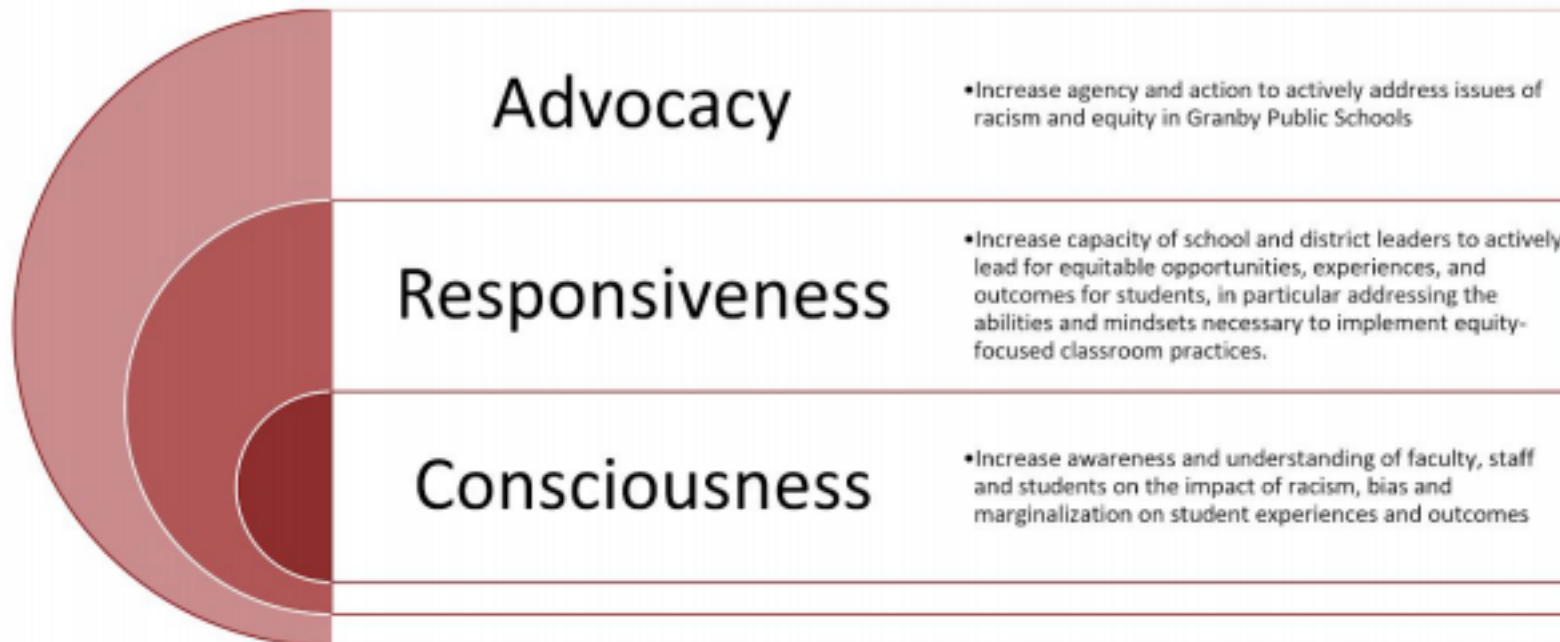 Advocacy
•Increase agency and action to actively address issues of
racism and equity in Granby Public Schools
Responsiveness
•Increase capacity of school and district leaders to actively
lead for equitable opportunities, experiences, and
outcomes for students, in particular addressing the
abilities and mindsets necessary to implement equity-
focused classroom practices.
Consciousness
•Increase awareness and understanding of faculty, staff
and students on the impact of racism, bias and
marginalization on student experiences and outcomes